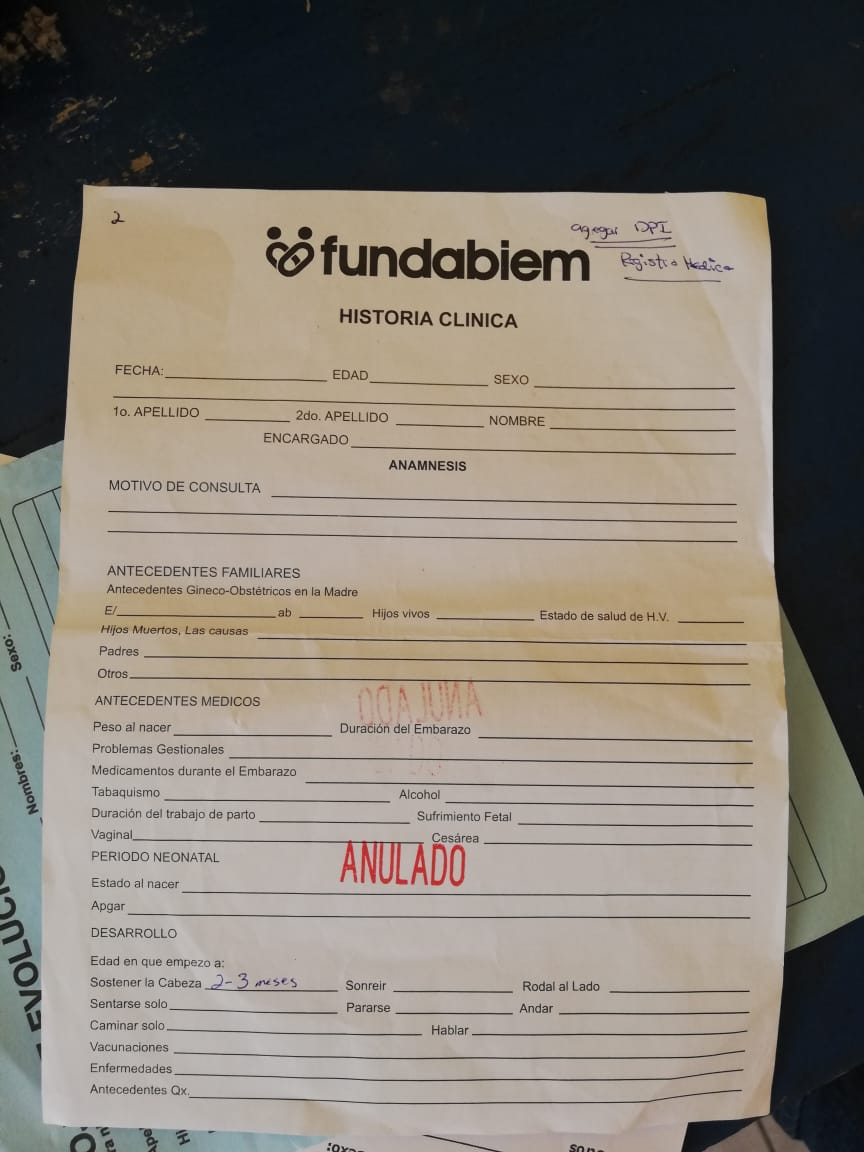 2
agregar DPI
Registro Medico
fundabiem
HISTORIA CLINICA
FECHA: EDAD SEXO
1o. APELLIDO 2do. APELLIDO NOMBRE
ENCARGADO
ANAMNESIS
MOTIVO DE CONSULTA
ANTECEDENTES FAMILIARES
Antecedentes Gineco-Obstétricos en la Madre
E/ ab Hijos vivos Estado de salud de H.V.
Hijos Muertos, Las causas
Padres
Otros
ANULADO
ANTECEDENTES MEDICOS
Peso al nacer Duración del Embarazo
Problemas Gestionales
Medicamentos durante el Embarazo
Tabaquismo Alcohol
Duración del trabajo de parto Sufrimiento Fetal
Vaginal Cesárea
PERIODO NEONATAL
ANULADO
Estado al nacer
Apgar
DESARROLLO
Edad en que empezo a:
Sostener la Cabeza 2-3 meses Sonreir Rodal al Lado
Sentarse solo Pararse Andar
Caminar solo Hablar
Vacunaciones
Enfermedades
Antecedentes Qx.
Sexo:
Nombres: